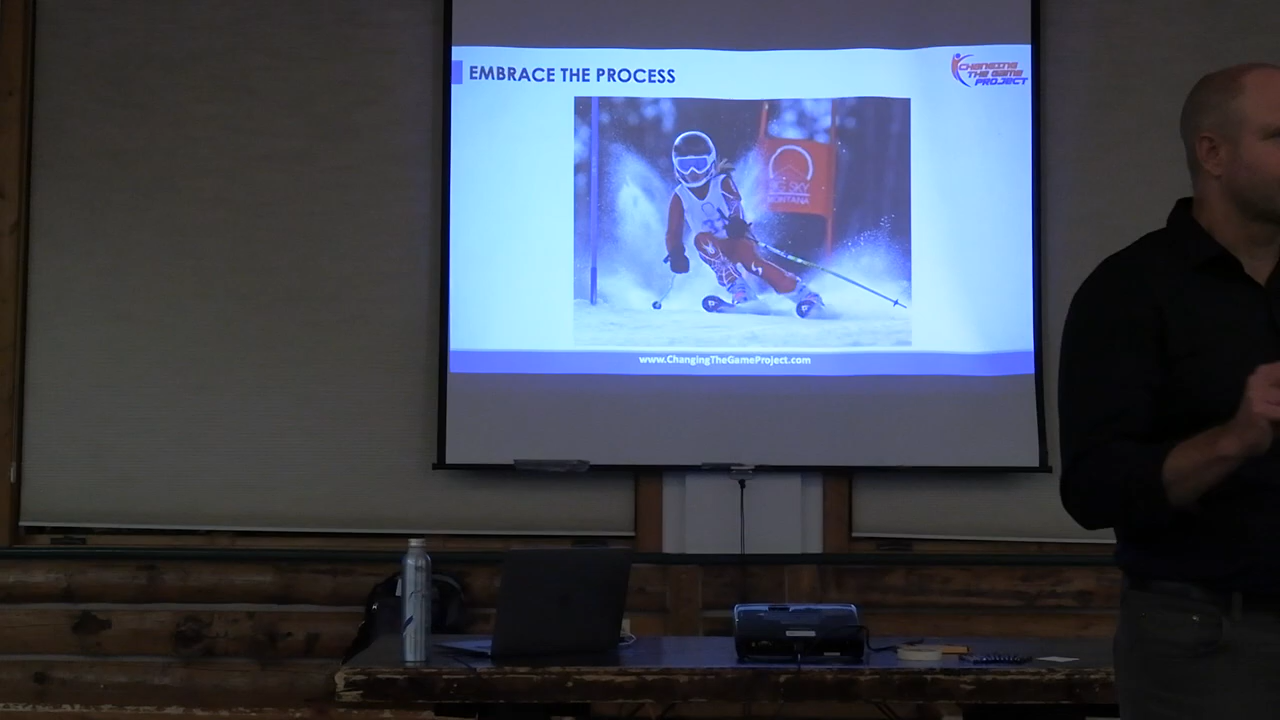 EMBRACE THE PROCESS
CHANGING
THE GAME
PROJECT
BIG SKY
MONTANA
www.ChangingTheGameProject.com